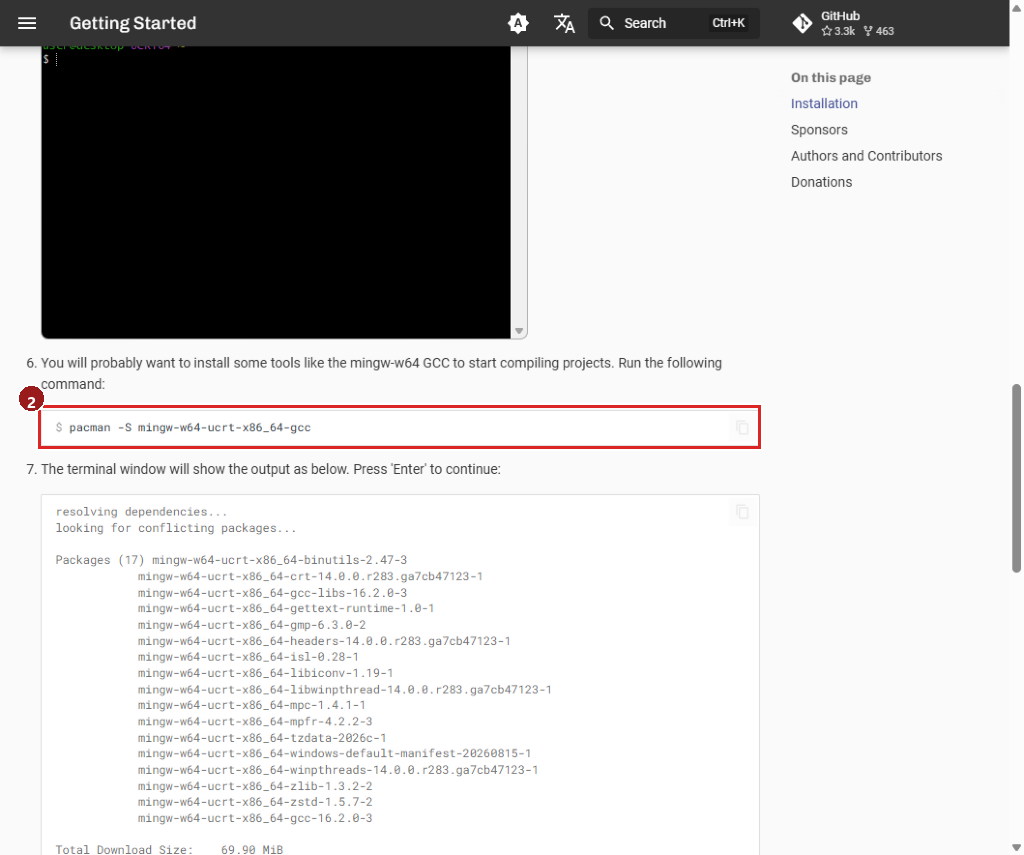 Getting Started
Search
Ctrl+K
GitHub
3.3k 463
user@desktop UCRT64 ~
$
On this page
Installation
Sponsors
Authors and Contributors
Donations
6. You will probably want to install some tools like the mingw-w64 GCC to start compiling projects. Run the following
command:
2
$ pacman -S mingw-w64-ucrt-x86_64-gcc
7. The terminal window will show the output as below. Press 'Enter' to continue:
resolving dependencies...
looking for conflicting packages...
Packages (17) mingw-w64-ucrt-x86_64-binutils-2.47-3
mingw-w64-ucrt-x86_64-crt-14.0.0.r283.ga7cb47123-1
mingw-w64-ucrt-x86_64-gcc-libs-16.2.0-3
mingw-w64-ucrt-x86_64-gettext-runtime-1.0-1
mingw-w64-ucrt-x86_64-gmp-6.3.0-2
mingw-w64-ucrt-x86_64-headers-14.0.0.r283.ga7cb47123-1
mingw-w64-ucrt-x86_64-isl-0.28-1
mingw-w64-ucrt-x86_64-libiconv-1.19-1
mingw-w64-ucrt-x86_64-libwinpthread-14.0.0.r283.ga7cb47123-1
mingw-w64-ucrt-x86_64-mpc-1.4.1-1
mingw-w64-ucrt-x86_64-mpfr-4.2.2-3
mingw-w64-ucrt-x86_64-tzdata-2026c-1
mingw-w64-ucrt-x86_64-windows-default-manifest-20260815-1
mingw-w64-ucrt-x86_64-winpthreads-14.0.0.r283.ga7cb47123-1
mingw-w64-ucrt-x86_64-zlib-1.3.2-2
mingw-w64-ucrt-x86_64-zstd-1.5.7-2
mingw-w64-ucrt-x86_64-gcc-16.2.0-3
Total Download Size: 69.90 MiB